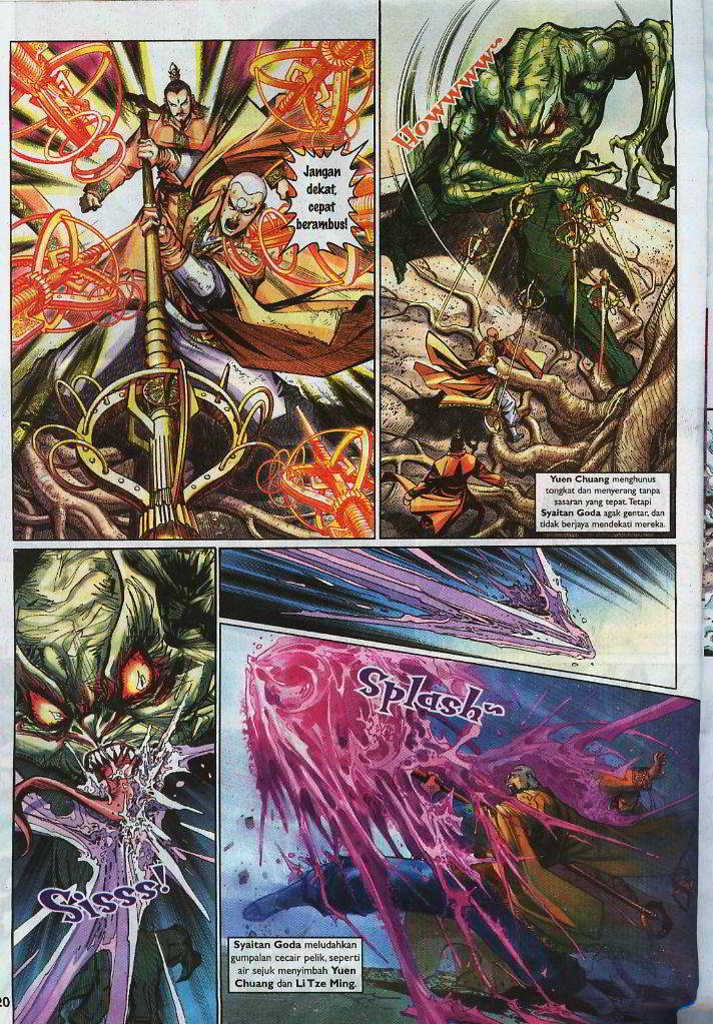 Jangan
dekat,
cepat
berambus!
Howwww~
Yuen Chuang menghunus
tongkat dan menyerang tanpa
sasaran yang tepat. Tetapi
Syaitan Goda agak gentar, dan
tidak berjaya mendekati mereka.
Sisss!
Splash~
Syaitan Goda meludahkan
gumpalan cecair pelik, seperti
air sejuk menyimbah Yuen
Chuang dan Li Tze Ming.
20